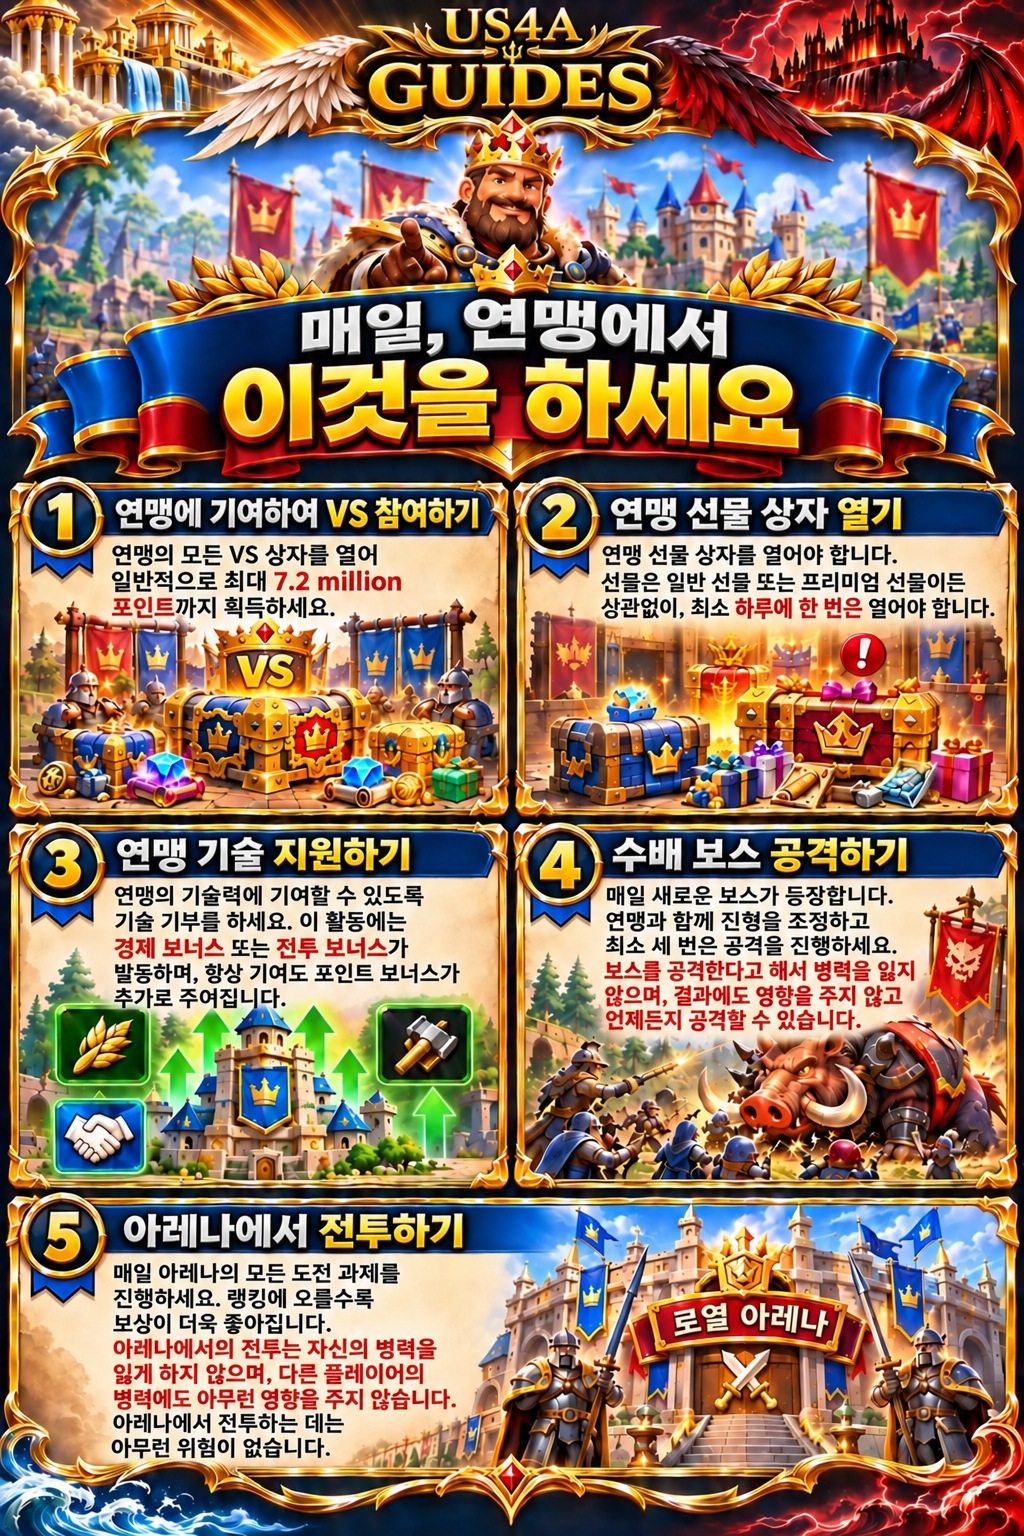 US4A
GUIDES
매일, 연맹에서
이것을 하세요
1 연맹에 기여하여 VS 참여하기
연맹의 모든 VS 상자를 열어
일반적으로 최대 7.2 million
포인트까지 획득하세요.
VS
2 연맹 선물 상자 열기
연맹 선물 상자를 열어야 합니다.
선물은 일반 선물 또는 프리미엄 선물이든
상관없이, 최소 하루에 한 번은 열어야 합니다.
!
3 연맹 기술 지원하기
연맹의 기술력에 기여할 수 있도록
기술 기부를 하세요. 이 활동에는
경제 보너스 또는 전투 보너스가
발동하며, 항상 기여도 포인트 보너스가
추가로 주어집니다.
4 수배 보스 공격하기
매일 새로운 보스가 등장합니다.
연맹과 함께 진형을 조정하고
최소 세 번은 공격을 진행하세요.
보스를 공격한다고 해서 병력을 잃지
않으며, 결과에도 영향을 주지 않고
언제든지 공격할 수 있습니다.
5 아레나에서 전투하기
매일 아레나의 모든 도전 과제를
진행하세요. 랭킹에 오를수록
보상이 더욱 좋아집니다.
아레나에서의 전투는 자신의 병력을
잃게 하지 않으며, 다른 플레이어의
병력에도 아무런 영향을 주지 않습니다.
아레나에서 전투하는 데는
아무런 위험이 없습니다.
로열 아레나